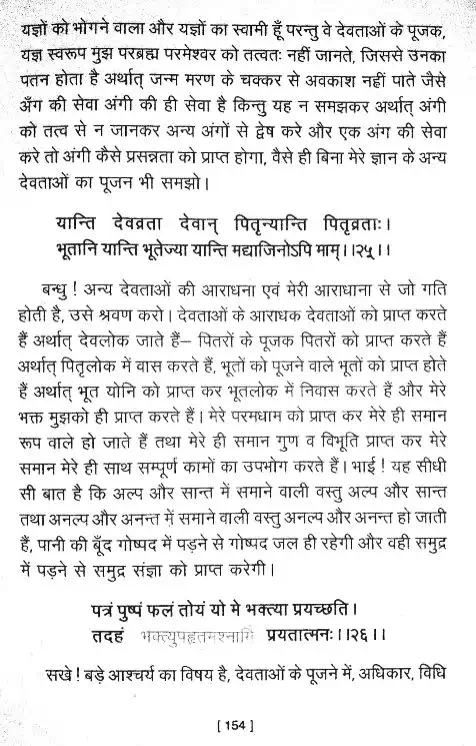 यज्ञों को भोगने वाला और यज्ञों का स्वामी हूँ परन्तु वे देवताओं के पूजक,
यज्ञ स्वरूप मुझ परब्रह्म परमेश्वर को तत्वतः नहीं जानते, जिससे उनका
पतन होता है अर्थात् जन्म मरण के चक्कर से अवकाश नहीं पाते जैसे
अँग की सेवा अंगी की ही सेवा है किन्तु यह न समझकर अर्थात् अंगी
को तत्व से न जानकर अन्य अंगों से द्वेष करे और एक अंग की सेवा
करे तो अंगी कैसे प्रसन्नता को प्राप्त होगा, वैसे ही बिना मेरे ज्ञान के अन्य
देवताओं का पूजन भी समझो।
यान्ति देवव्रता देवान् पितृन्यान्ति पितृव्रताः।
भूतानि यान्ति भूतेज्या यान्ति मद्याजिनोऽपि माम्।।२५।।
बन्धु ! अन्य देवताओं की आराधना एवं मेरी आराधाना से जो गति
होती है, उसे श्रवण करो। देवताओं के आराधक देवताओं को प्राप्त करते
हैं अर्थात् देवलोक जाते हैं– पितरों के पूजक पितरों को प्राप्त करते हैं
अर्थात् पितृलोक में वास करते हैं, भूतों को पूजने वाले भूतों को प्राप्त होते
हैं अर्थात् भूत योनि को प्राप्त कर भूतलोक में निवास करते हैं और मेरे
भक्त मुझको ही प्राप्त करते हैं। मेरे परमधाम को प्राप्त कर मेरे ही समान
रूप वाले हो जाते हैं तथा मेरे ही समान गुण व विभूति प्राप्त कर मेरे
समान मेरे ही साथ सम्पूर्ण कामों का उपभोग करते हैं। भाई ! यह सीधी
सी बात है कि अल्प और सान्त में समाने वाली वस्तु अल्प और सान्त
तथा अनल्प और अनन्त में समाने वाली वस्तु अनल्प और अनन्त हो जाती
हैं, पानी की बूँद गोष्पद में पड़ने से गोष्पद जल ही रहेगी और वही समुद्र
में पड़ने से समुद्र संज्ञा को प्राप्त करेगी।
पत्रं पुष्पं फलं तोयं यो मे भक्त्या प्रयच्छति।
तदहं भक्त्युपहृतमश्नामि प्रयतात्मनः।।२६।।
सखे ! बड़े आश्चर्य का विषय है, देवताओं के पूजने में, अधिकार, विधि
[ 154 ]